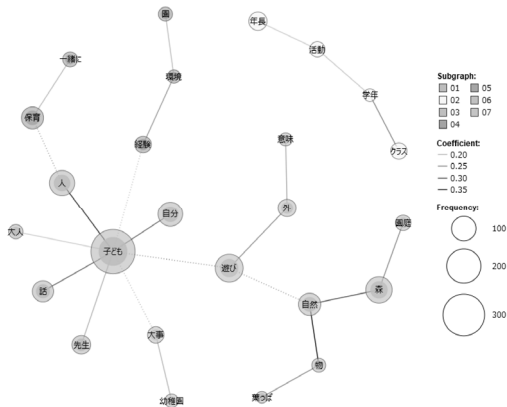 園
年長
活動
一緒に
環境
学年
保育
経験
意味
クラス
人
自分
外
園庭
大人
子ども
遊び
話
自然
森
先生
大事
物
幼稚園
葉っぱ
Subgraph:
01 05
02 06
03 07
04
Coefficient:
0.20
0.25
0.30
0.35
Frequency:
100
200
300